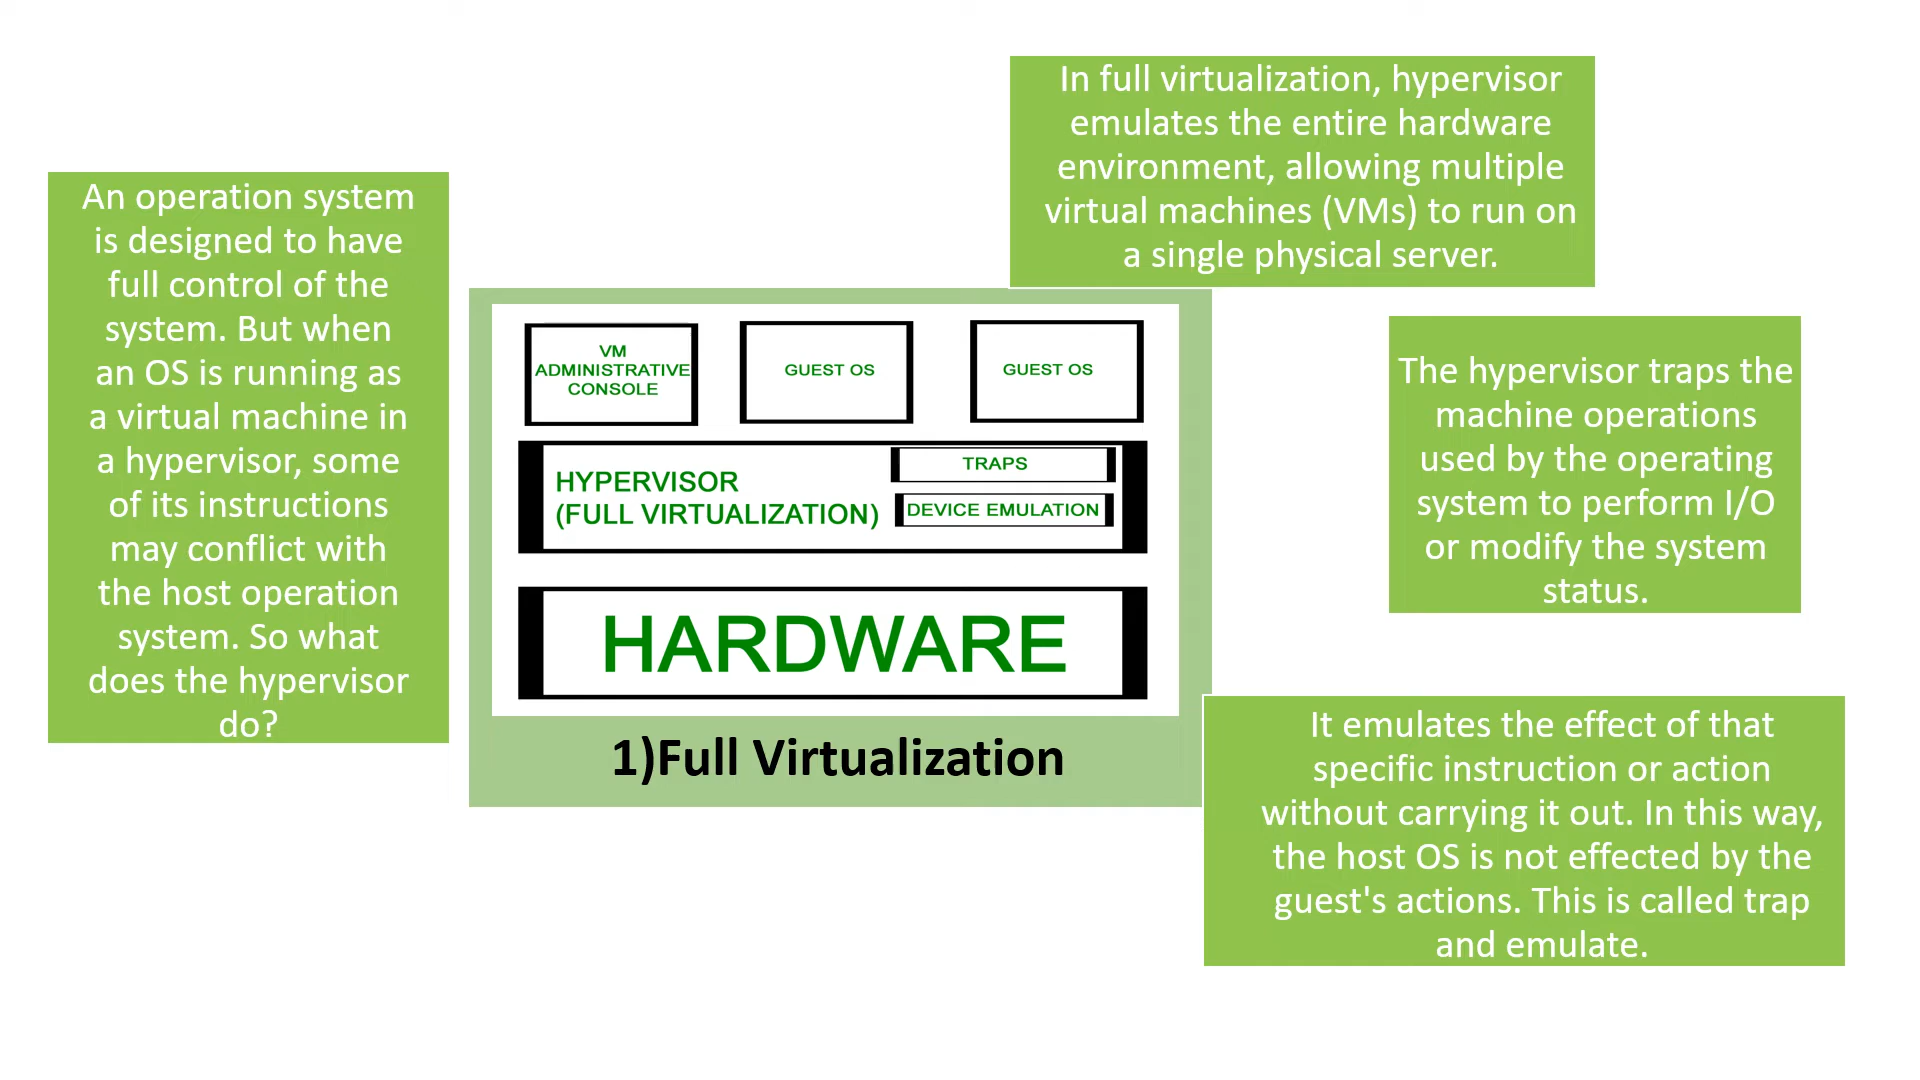 An operation system
is designed to have
full control of the
system. But when
an OS is running as
a virtual machine in
a hypervisor, some
of its instructions
may conflict with
the host operation
system. So what
does the hypervisor
do?
In full virtualization, hypervisor
emulates the entire hardware
environment, allowing multiple
virtual machines (VMs) to run on
a single physical server.
VM
ADMINISTRATIVE
CONSOLE
GUEST OS
GUEST OS
HYPERVISOR
(FULL VIRTUALIZATION)
TRAPS
DEVICE EMULATION
HARDWARE
1)Full Virtualization
The hypervisor traps the
machine operations
used by the operating
system to perform I/O
or modify the system
status.
It emulates the effect of that
specific instruction or action
without carrying it out. In this way,
the host OS is not effected by the
guest's actions. This is called trap
and emulate.